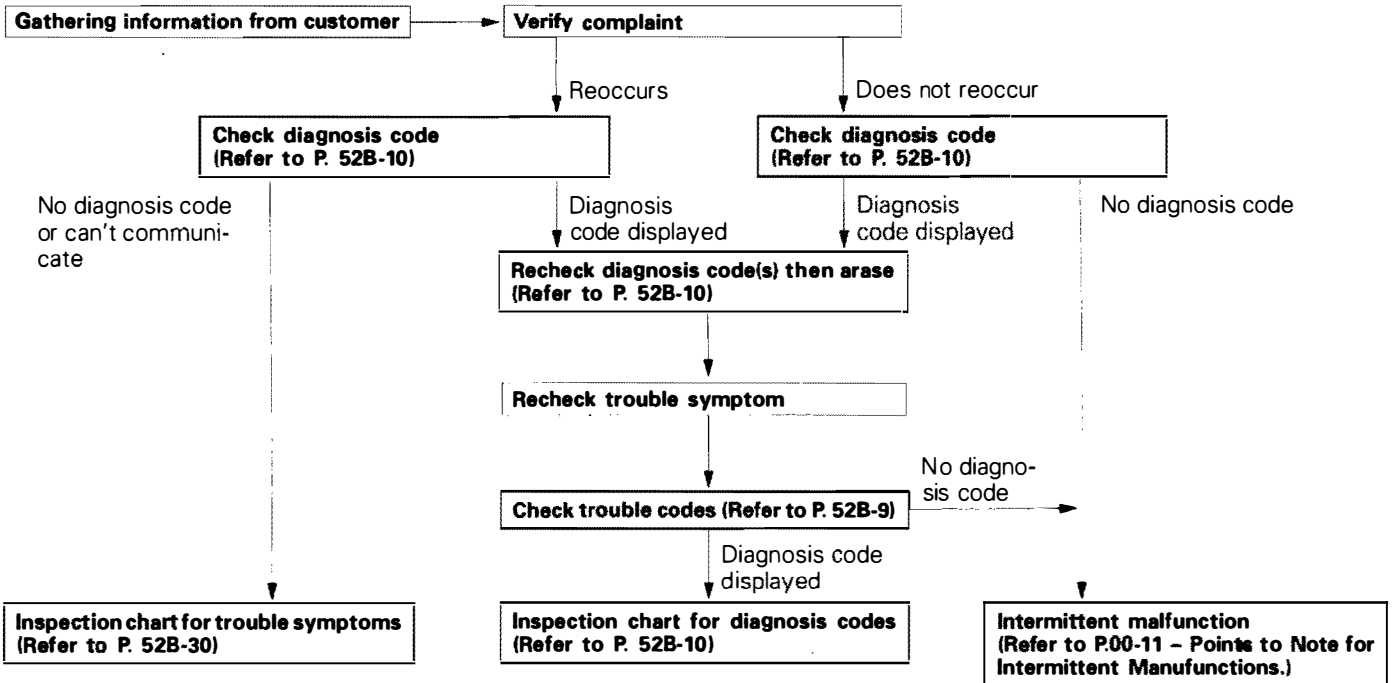 Gathering information from customer
Verify complaint
Reoccurs
Does not reoccur
Check diagnosis code
(Refer to P. 52B-10)
Check diagnosis code
(Refer to P. 52B-10)
No diagnosis code
or can't communi-
cate
Diagnosis
code displayed
Diagnosis
code displayed
No diagnosis code
Recheck diagnosis code(s) then arase
(Refer to P. 52B-10)
Recheck trouble symptom
No diagno-
sis code
Check trouble codes (Refer to P. 52B-9)
Diagnosis code
displayed
Inspection chart for trouble symptoms
(Refer to P. 52B-30)
Inspection chart for diagnosis codes
(Refer to P. 52B-10)
Intermittent malfunction
(Refer to P.00-11 – Points to Note for
Intermittent Manufunctions.)